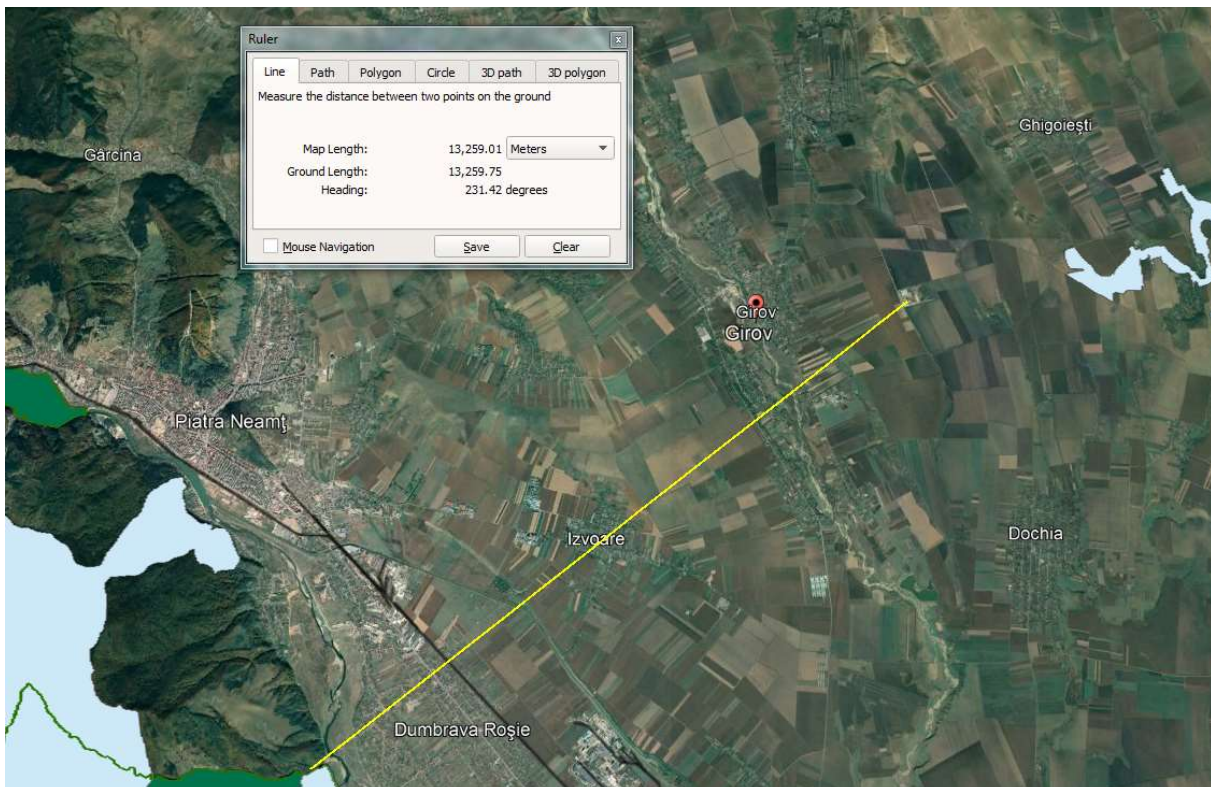 Ruler
Line Path Polygon Circle 3D path 3D polygon
Measure the distance between two points on the ground
Map Length: 13,259.01 Meters
Ground Length: 13,259.75
Heading: 231.42 degrees
Mouse Navigation Save Clear
Ghigoiești
Gârcina
Girov
Girov
Piatra Neamţ
Izvoare
Dochia
Dumbrava Roşie